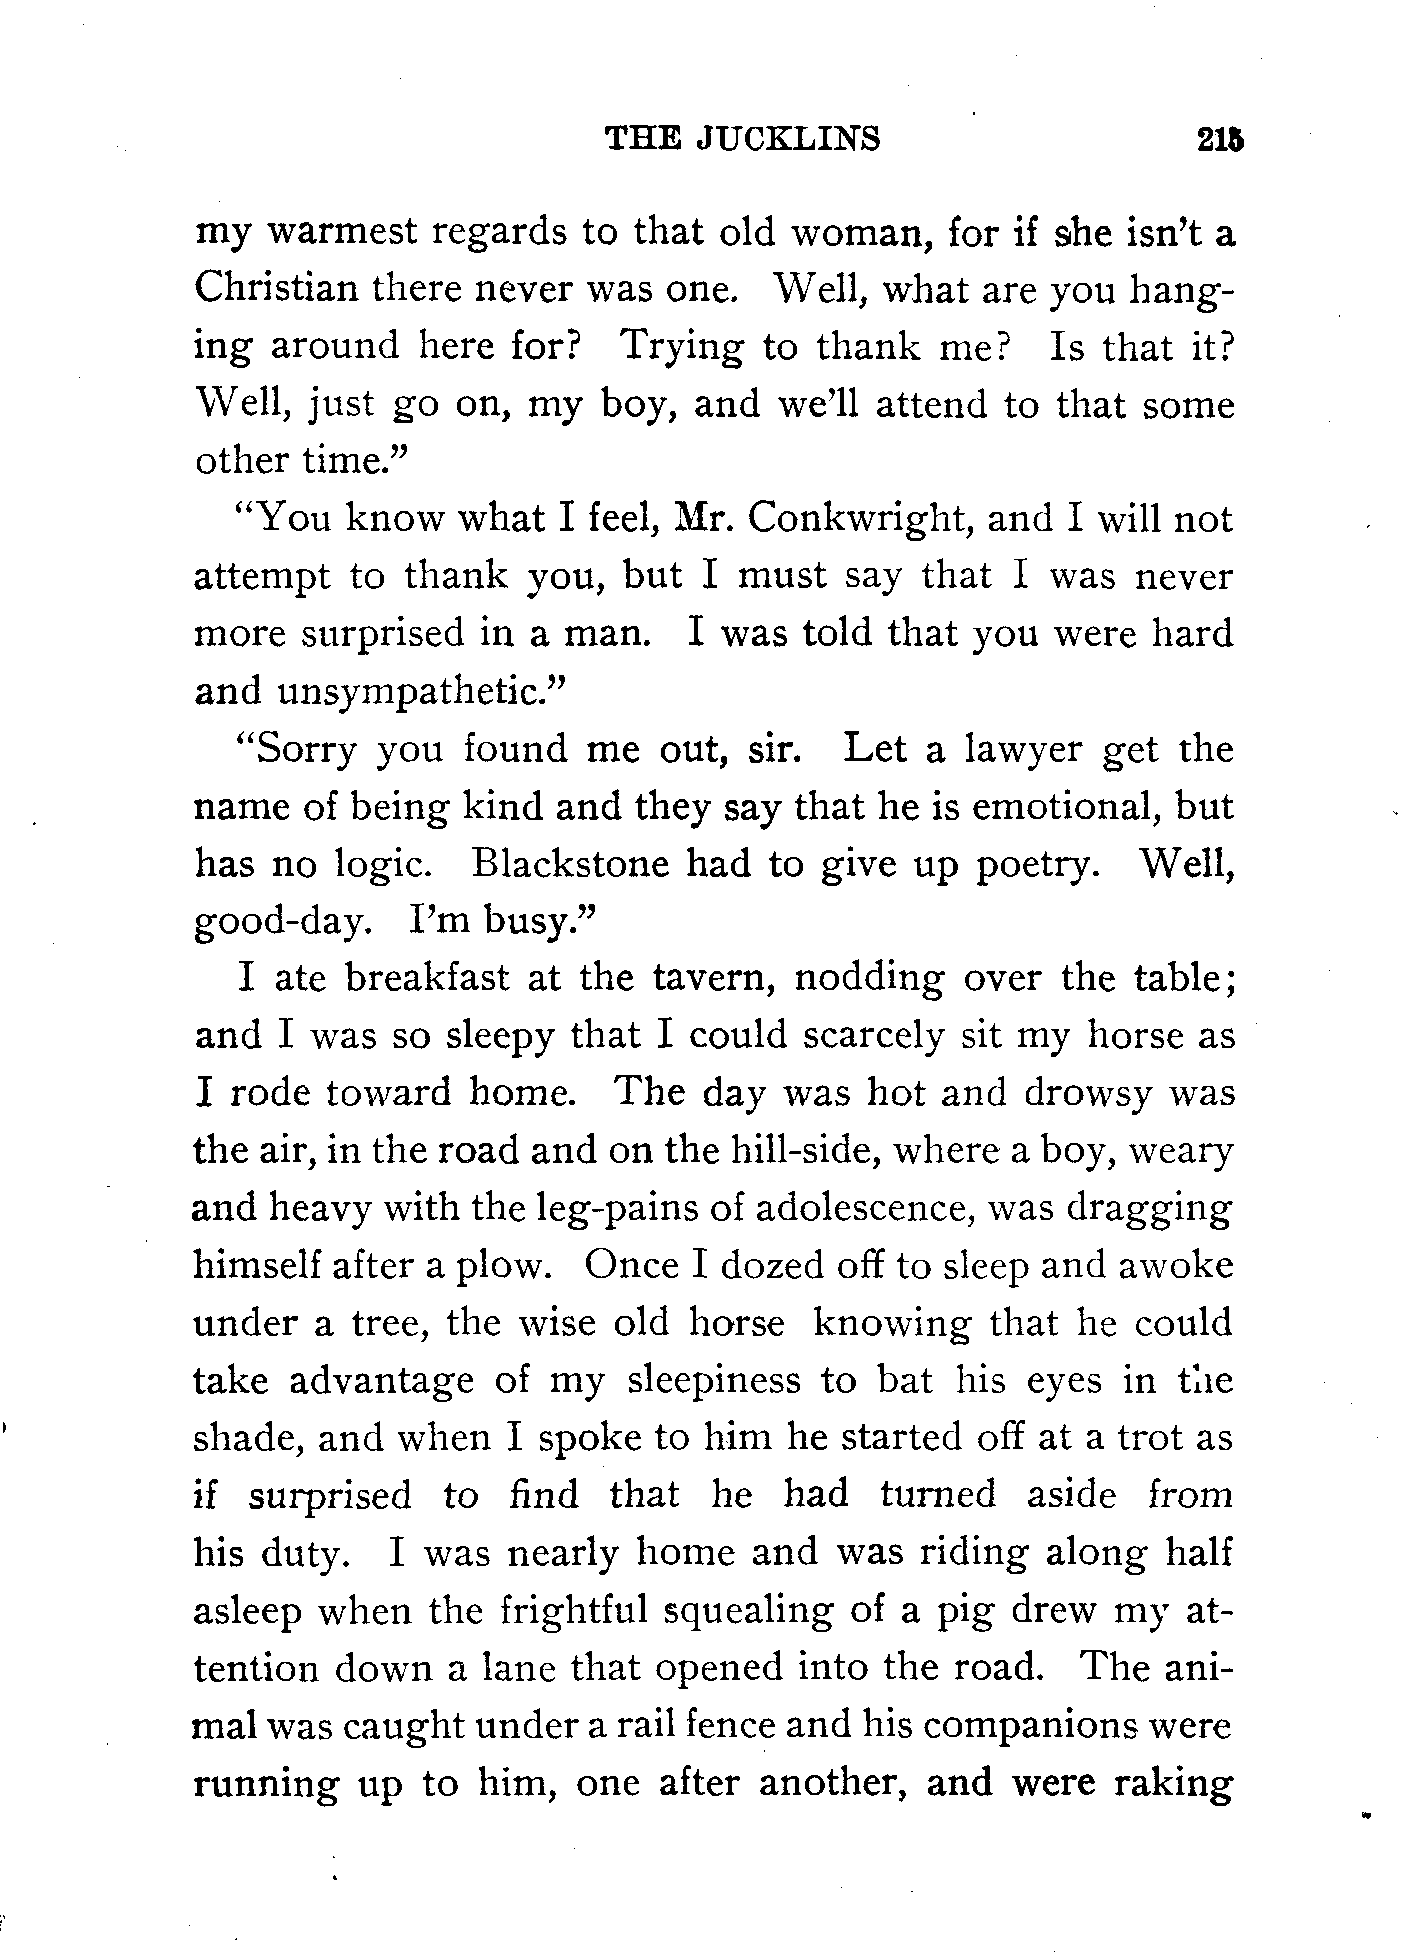 THE JUCKLINS 215
my warmest regards to that old woman, for if she isn't a
Christian there never was one. Well, what are you hang-
ing around here for? Trying to thank me? Is that it?
Well, just go on, my boy, and we'll attend to that some
other time."
"You know what I feel, Mr. Conkwright, and I will not
attempt to thank you, but I must say that I was never
more surprised in a man. I was told that you were hard
and unsympathetic."
"Sorry you found me out, sir. Let a lawyer get the
name of being kind and they say that he is emotional, but
has no logic. Blackstone had to give up poetry. Well,
good-day. I'm busy."
I ate breakfast at the tavern, nodding over the table;
and I was so sleepy that I could scarcely sit my horse as
I rode toward home. The day was hot and drowsy was
the air, in the road and on the hill-side, where a boy, weary
and heavy with the leg-pains of adolescence, was dragging
himself after a plow. Once I dozed off to sleep and awoke
under a tree, the wise old horse knowing that he could
take advantage of my sleepiness to bat his eyes in the
shade, and when I spoke to him he started off at a trot as
if surprised to find that he had turned aside from
his duty. I was nearly home and was riding along half
asleep when the frightful squealing of a pig drew my at-
tention down a lane that opened into the road. The ani-
mal was caught under a rail fence and his companions were
running up to him, one after another, and were raking